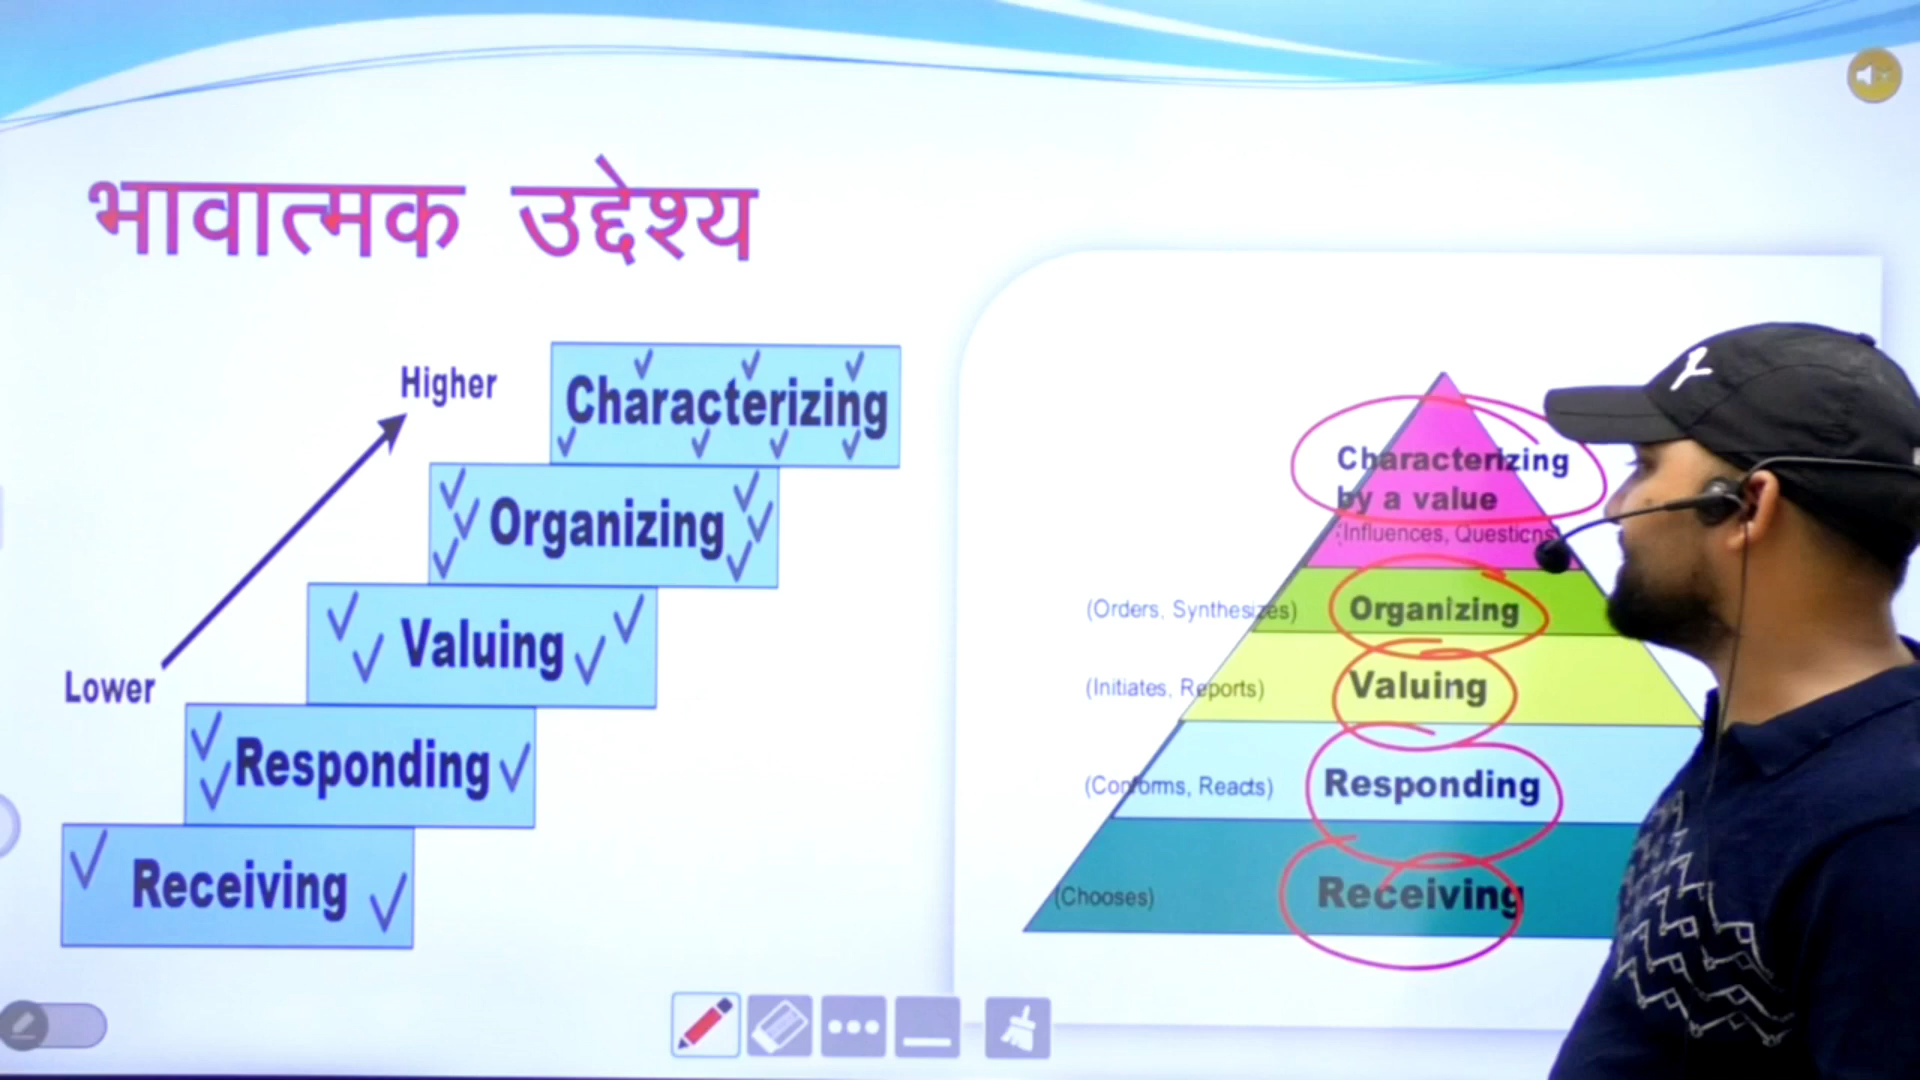 भावात्मक उद्देश्य
Higher
Lower
Characterizing
Organizing
Valuing
Responding
Receiving
Characterizing
by a value
(Influences, Questions
(Orders, Synthesizes)
Organizing
(Initiates, Reports)
Valuing
(Conforms, Reacts)
Responding
(Chooses)
Receiving